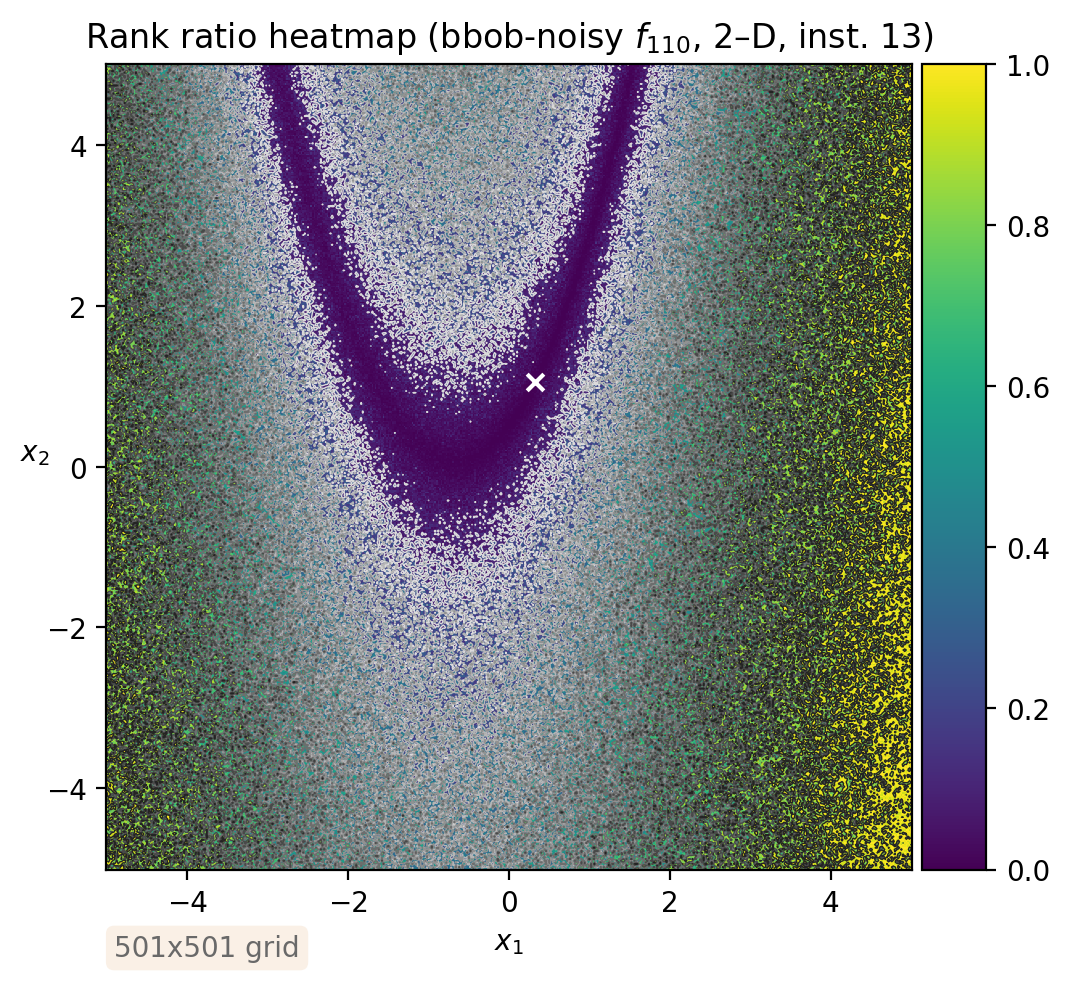 Rank ratio heatmap (bbob-noisy f₁₁₀, 2–D, inst. 13)
1.0
0.8
0.6
0.4
0.2
0.0
4
2
0
−2
−4
x₂
−4 −2 0 2 4
x₁
501x501 grid